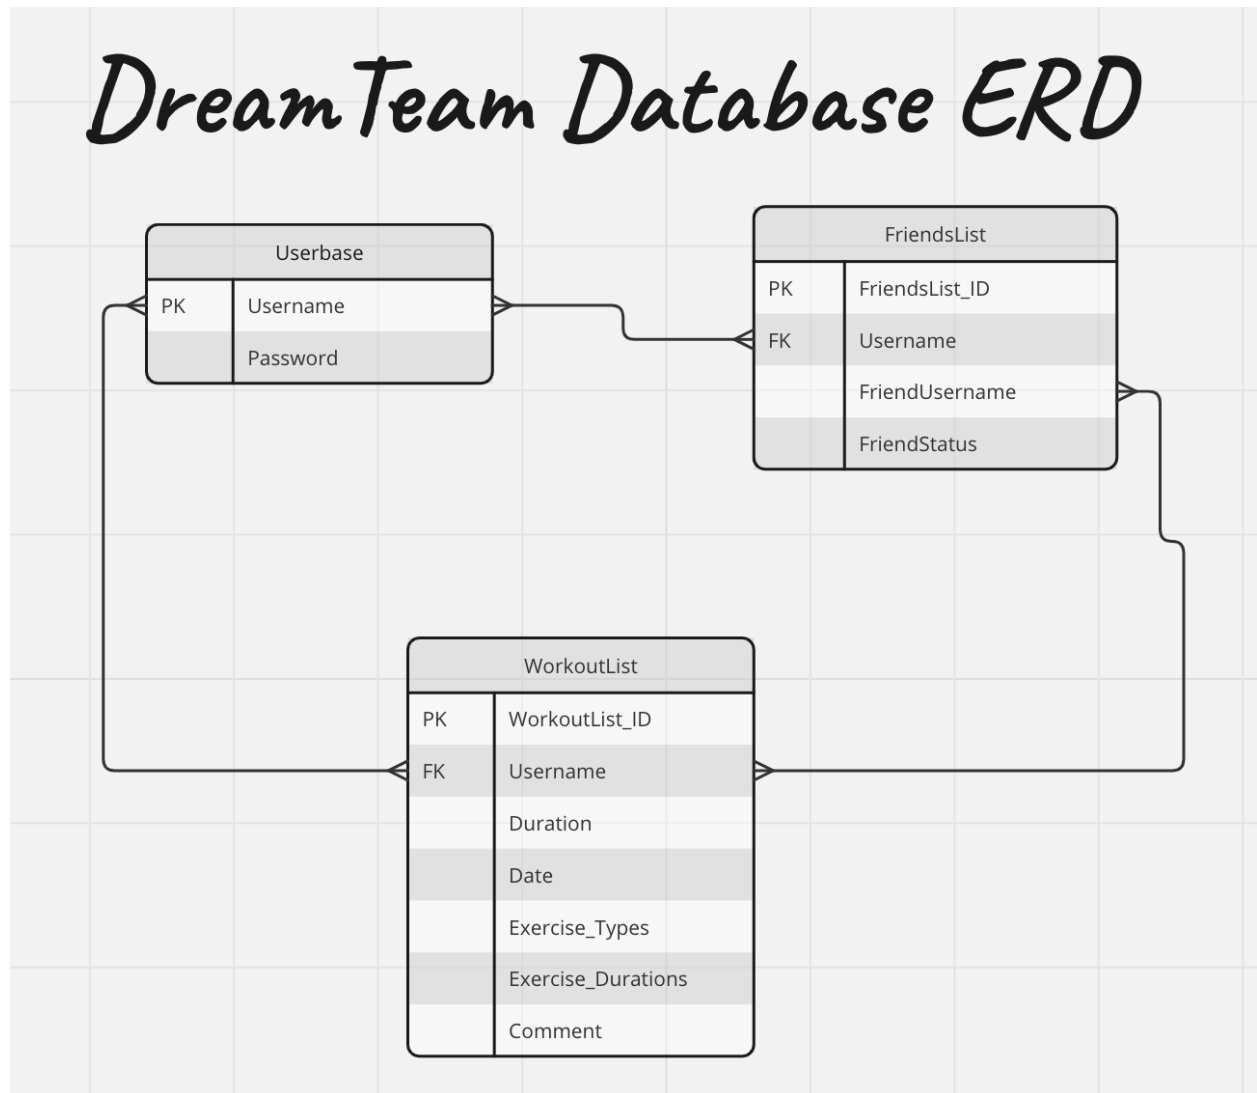 DreamTeam Database ERD
Userbase
PK Username
Password
FriendsList
PK FriendsList_ID
FK Username
FriendUsername
FriendStatus
WorkoutList
PK WorkoutList_ID
FK Username
Duration
Date
Exercise_Types
Exercise_Durations
Comment